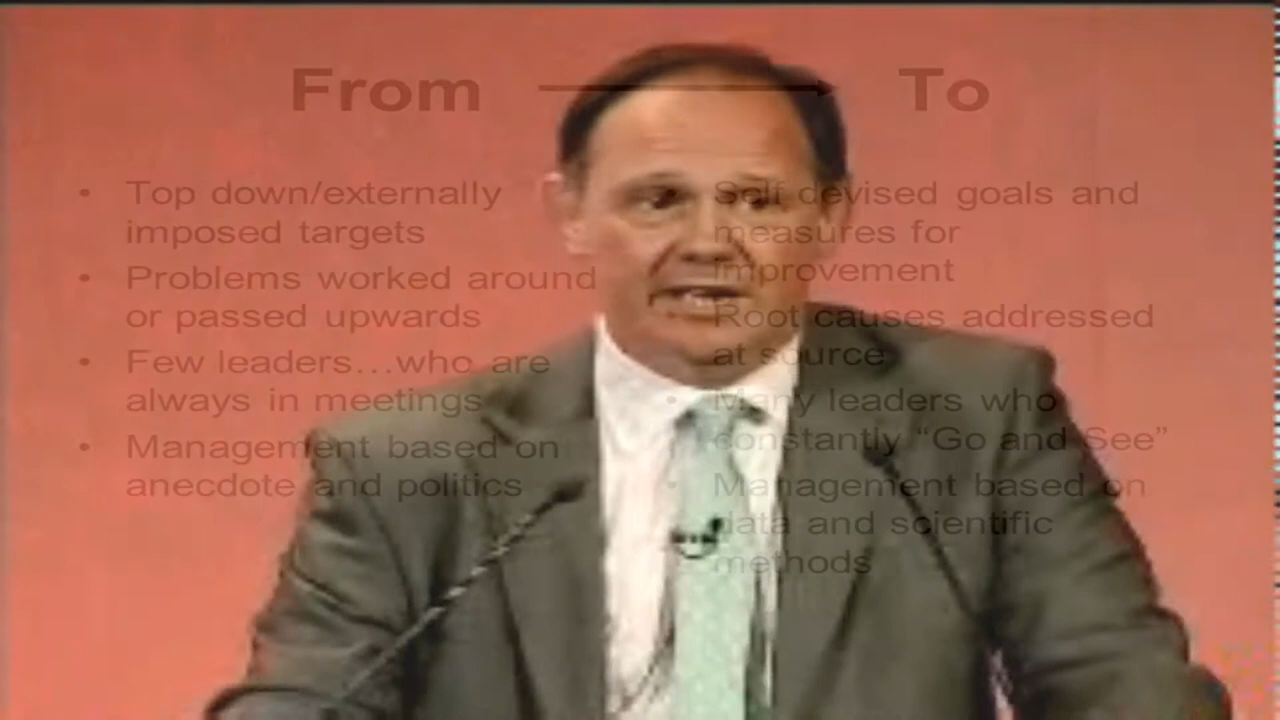 From To
Top down/externally
imposed targets
Problems worked around
or passed upwards
Few leaders...who are
always in meetings
Management based on
anecdote and politics
Self devised goals and
measures for
improvement
Root causes addressed
at source
Many leaders who
constantly “Go and See”
Management based on
data and scientific
methods